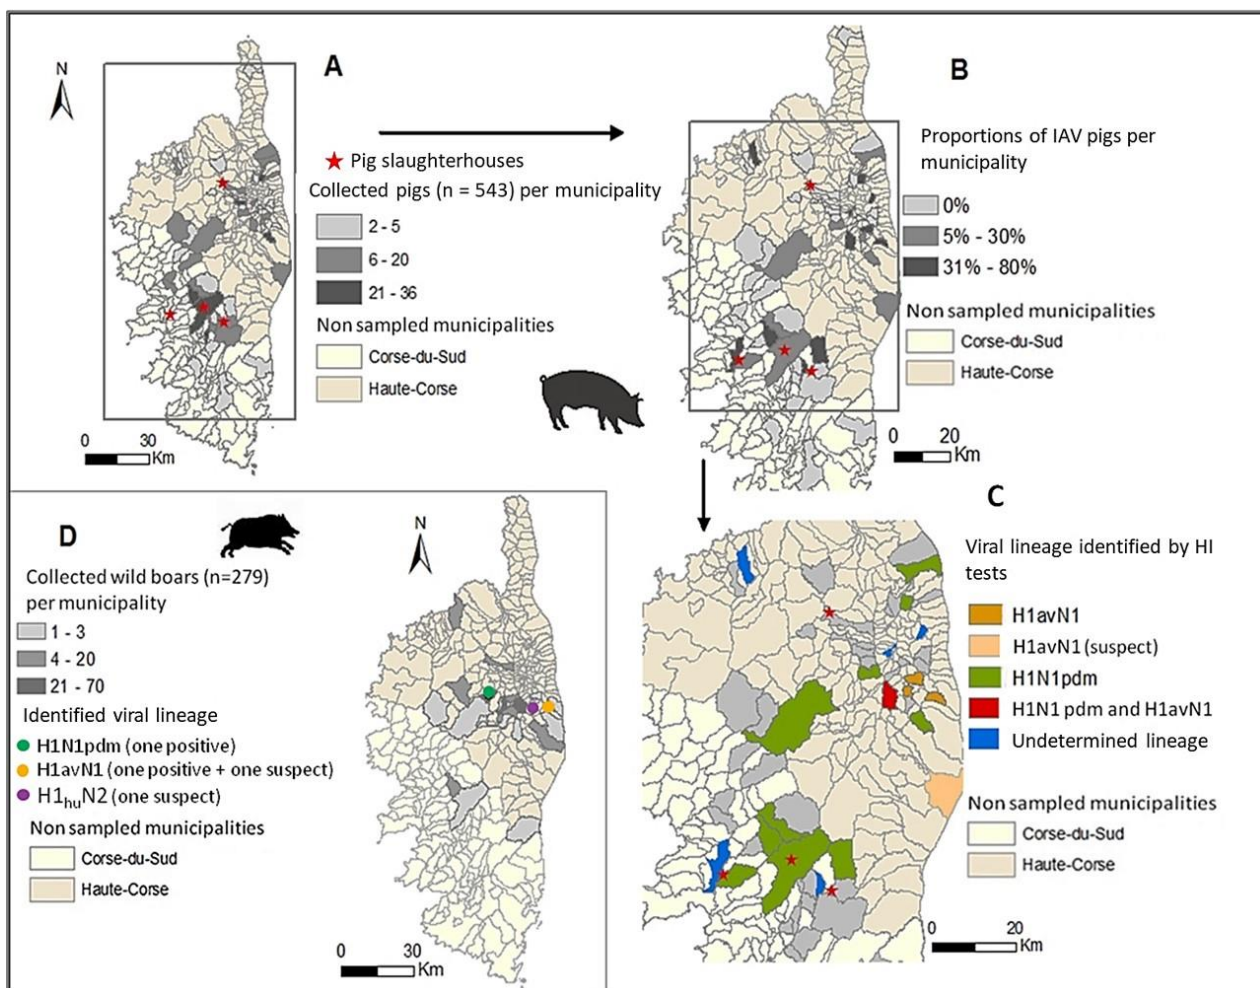 N
A
Pig slaughterhouses
Collected pigs (n = 543) per municipality
2 - 5
6 - 20
21 - 36
Non sampled municipalities
Corse-du-Sud
Haute-Corse
0 30
Km
B
Proportions of IAV pigs per
municipality
0%
5% - 30%
31% - 80%
Non sampled municipalities
Corse-du-Sud
Haute-Corse
0 20
Km
C
Viral lineage identified by HI
tests
H1avN1
H1avN1 (suspect)
H1N1pdm
H1N1 pdm and H1avN1
Undetermined lineage
Non sampled municipalities
Corse-du-Sud
Haute-Corse
0 20
Km
D
N
Collected wild boars (n=279)
per municipality
1 - 3
4 - 20
21 - 70
Identified viral lineage
H1N1pdm (one positive)
H1avN1 (one positive + one suspect)
H1huN2 (one suspect)
Non sampled municipalities
Corse-du-Sud
Haute-Corse
0 30
Km